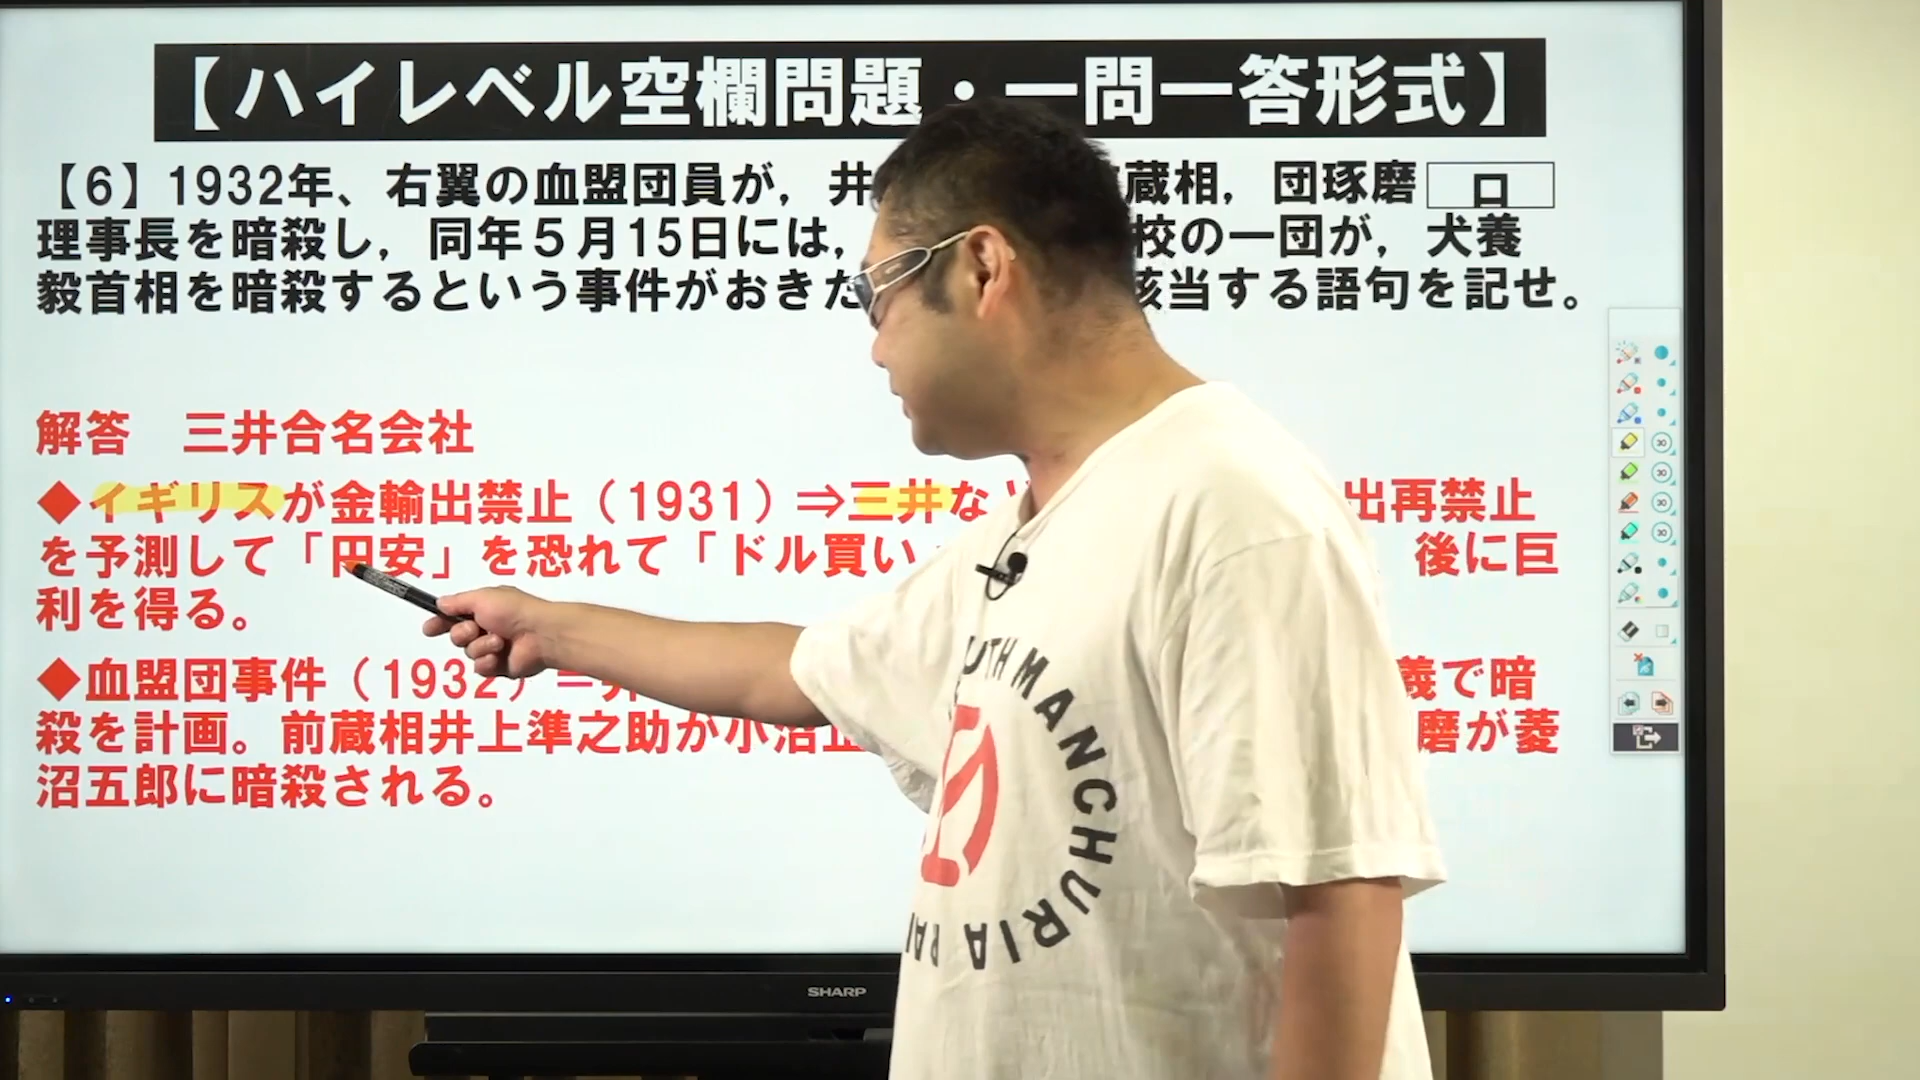 【ハイレベル空欄問題・一問一答形式】
【6】1932年、右翼の血盟団員が，井 蔵相，団琢磨 ロ
理事長を暗殺し，同年５月15日には， 校の一団が，犬養
毅首相を暗殺するという事件がおきた 該当する語句を記せ。
解答 三井合名会社
◆イギリスが金輸出禁止（1931）⇒三井な 出再禁止
を予測して「円安」を恐れて「ドル買い 後に巨
利を得る。
◆血盟団事件（1932）＝井 義で暗
殺を計画。前蔵相井上準之助が小沼正 磨が菱
沼五郎に暗殺される。
30
30
30
30
SHARP
UTH MANCHURIA RAI